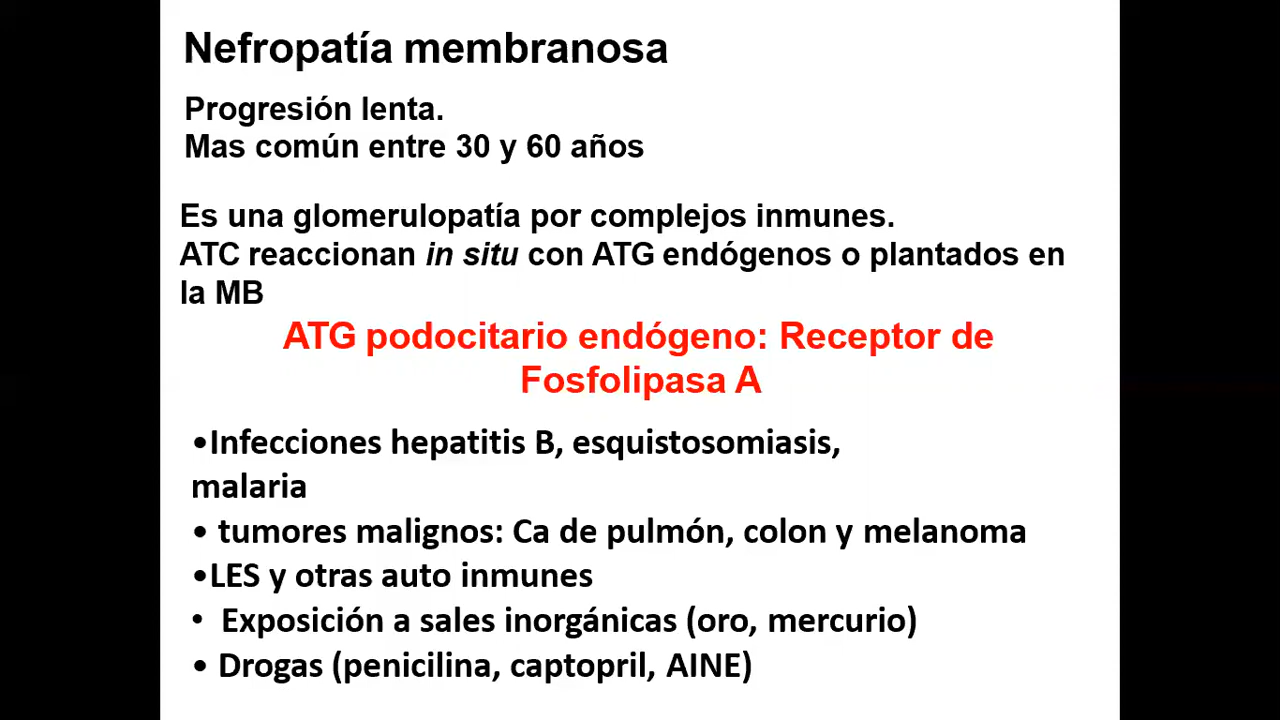 Nefropatía membranosa
Progresión lenta.
Mas común entre 30 y 60 años
Es una glomerulopatía por complejos inmunes.
ATC reaccionan in situ con ATG endógenos o plantados en
la MB
ATG podocitario endógeno: Receptor de
Fosfolipasa A
•Infecciones hepatitis B, esquistosomiasis,
malaria
• tumores malignos: Ca de pulmón, colon y melanoma
•LES y otras auto inmunes
• Exposición a sales inorgánicas (oro, mercurio)
• Drogas (penicilina, captopril, AINE)